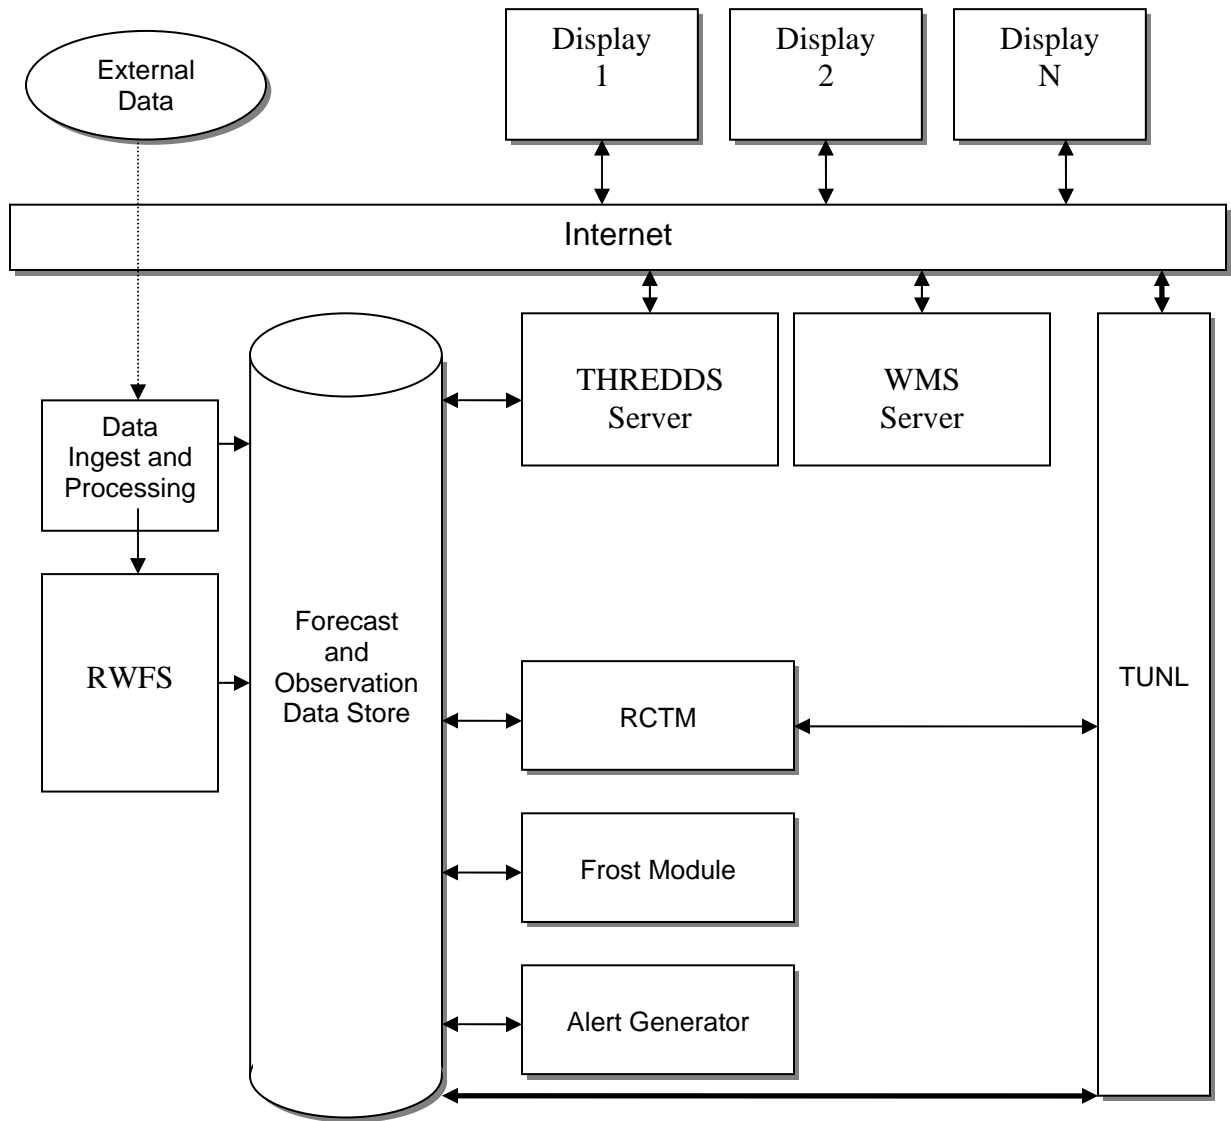 External
Data
Display
1
Display
2
Display
N
Internet
THREDDS
Server
WMS
Server
Data
Ingest and
Processing
RWFS
Forecast
and
Observation
Data Store
RCTM
TUNL
Frost Module
Alert Generator